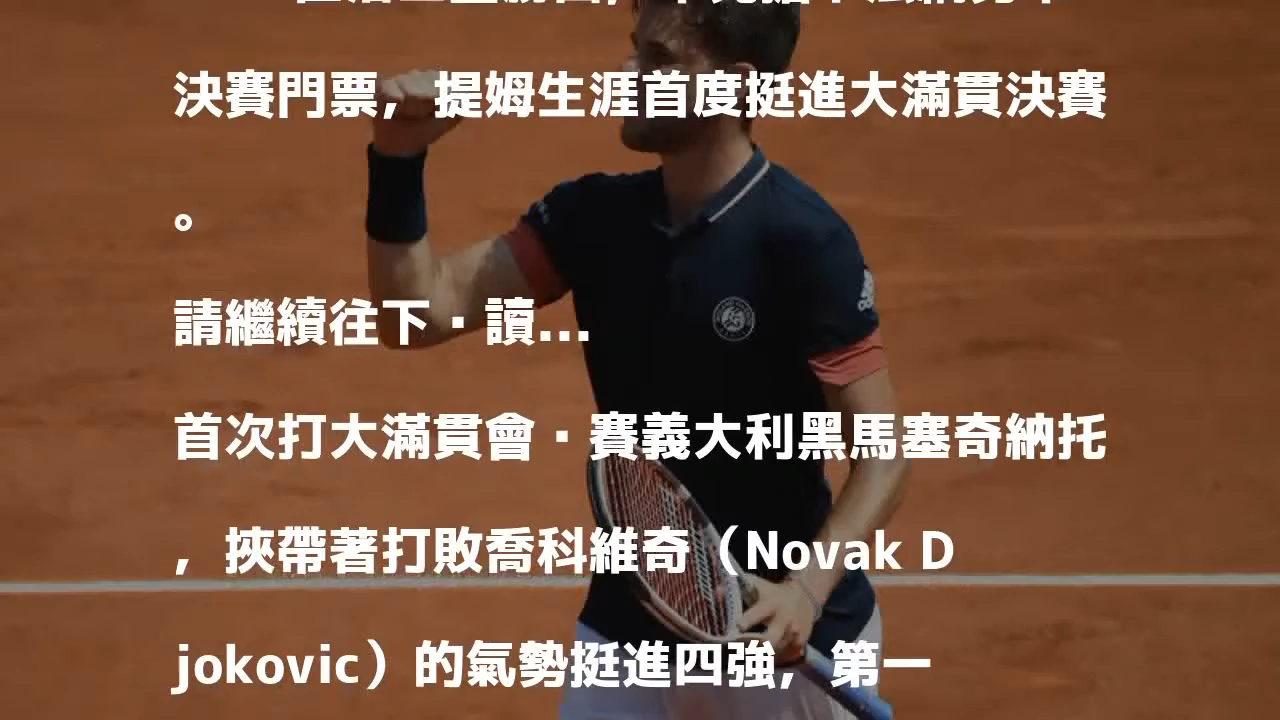 決賽門票，提姆生涯首度挺進大滿貫決賽
。
請繼續往下·讀...
首次打大滿貫會·賽義大利黑馬塞奇納托
，挾帶著打敗喬科維奇（Novak D
jokovic）的氣勢挺進四強，第一